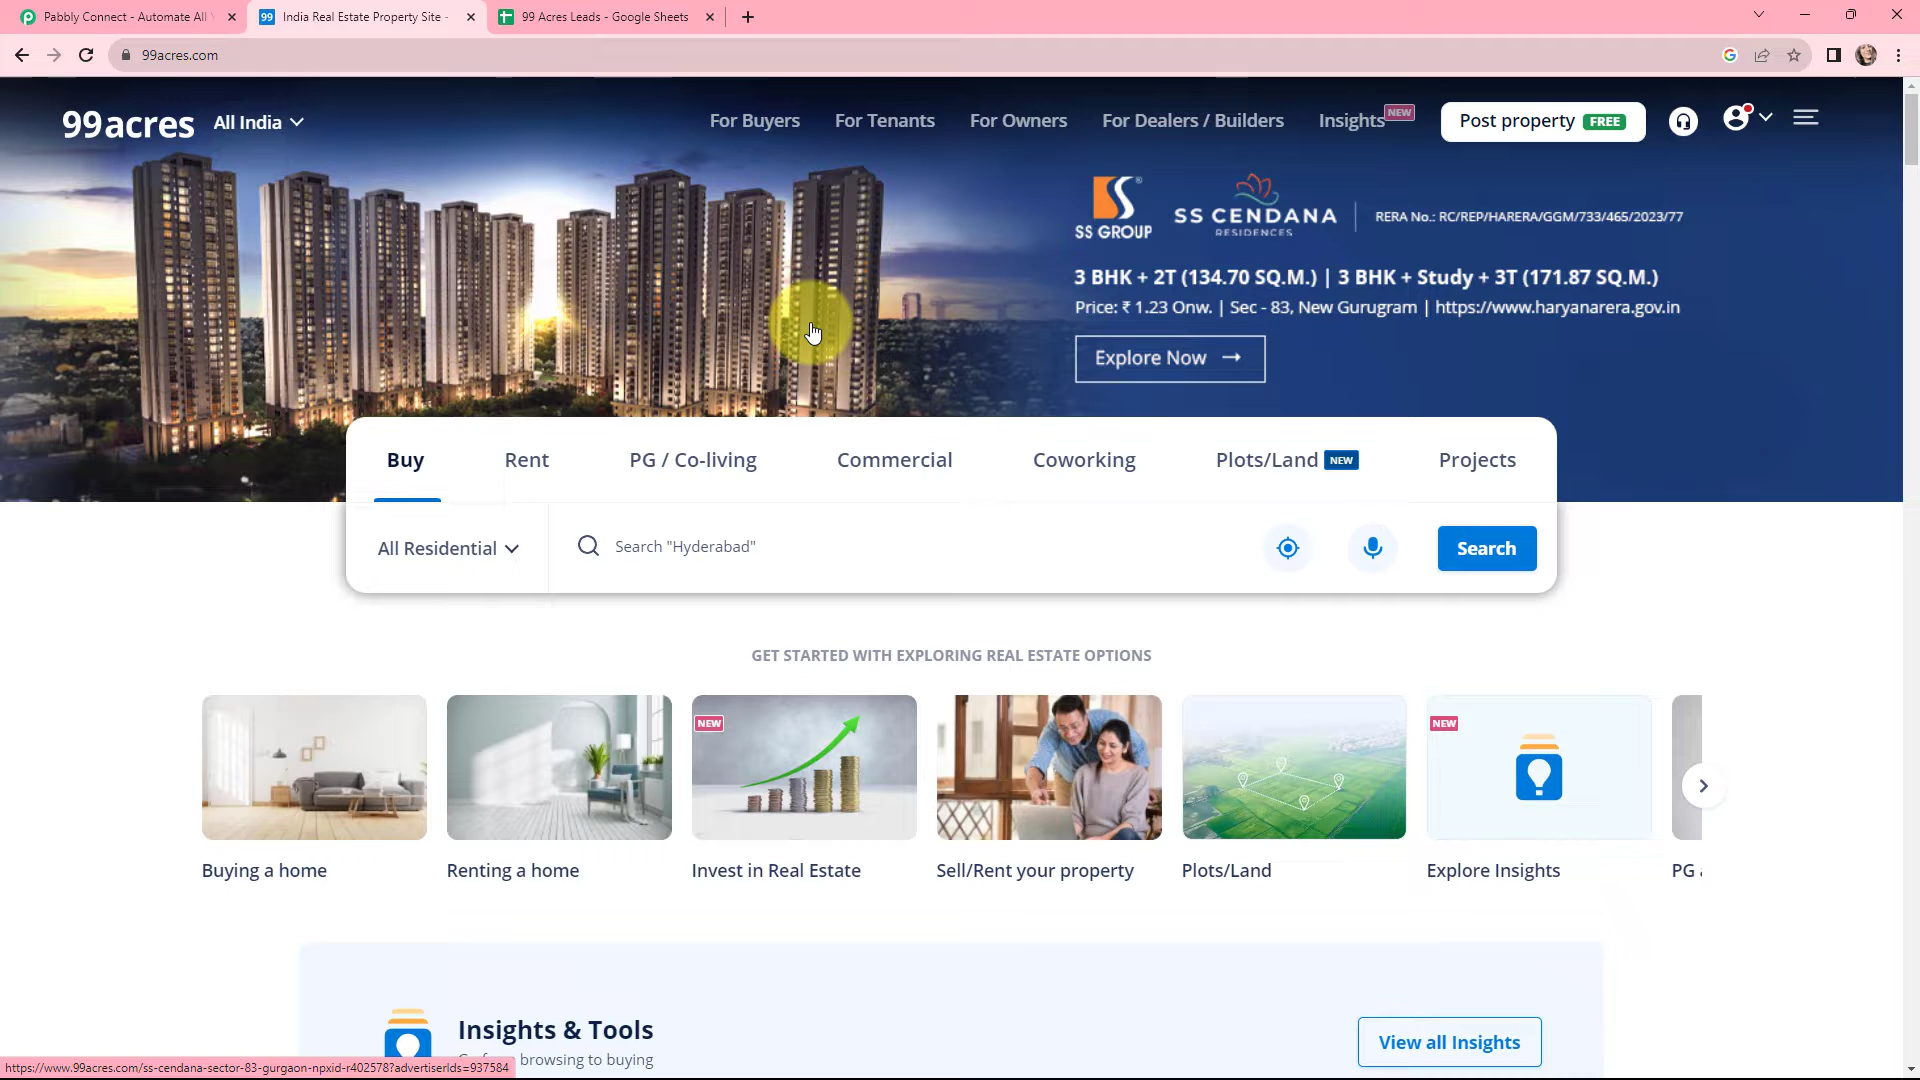 Pabbly Connect - Automate All
India Real Estate Property Site -
99 Acres Leads - Google Sheets
99acres.com
99acres
All India
For Buyers
For Tenants
For Owners
For Dealers / Builders
Insights
NEW
Post property FREE
SS GROUP
SS CENDANA
RESIDENCES
RERA No.: RC/REP/HARERA/GGM/733/465/2023/77
3 BHK + 2T (134.70 SQ.M.) | 3 BHK + Study + 3T (171.87 SQ.M.)
Price: ₹ 1.23 Onw. | Sec - 83, New Gurugram | https://www.haryanarera.gov.in
Explore Now →
Buy
Rent
PG / Co-living
Commercial
Coworking
Plots/Land NEW
Projects
All Residential
Search "Hyderabad"
Search
GET STARTED WITH EXPLORING REAL ESTATE OPTIONS
NEW
NEW
Buying a home
Renting a home
Invest in Real Estate
Sell/Rent your property
Plots/Land
Explore Insights
PG
Insights & Tools
browsing to buying
View all Insights
https://www.99acres.com/ss-cendana-sector-83-gurgaon-npxid-r402578?advertiserIds=937584